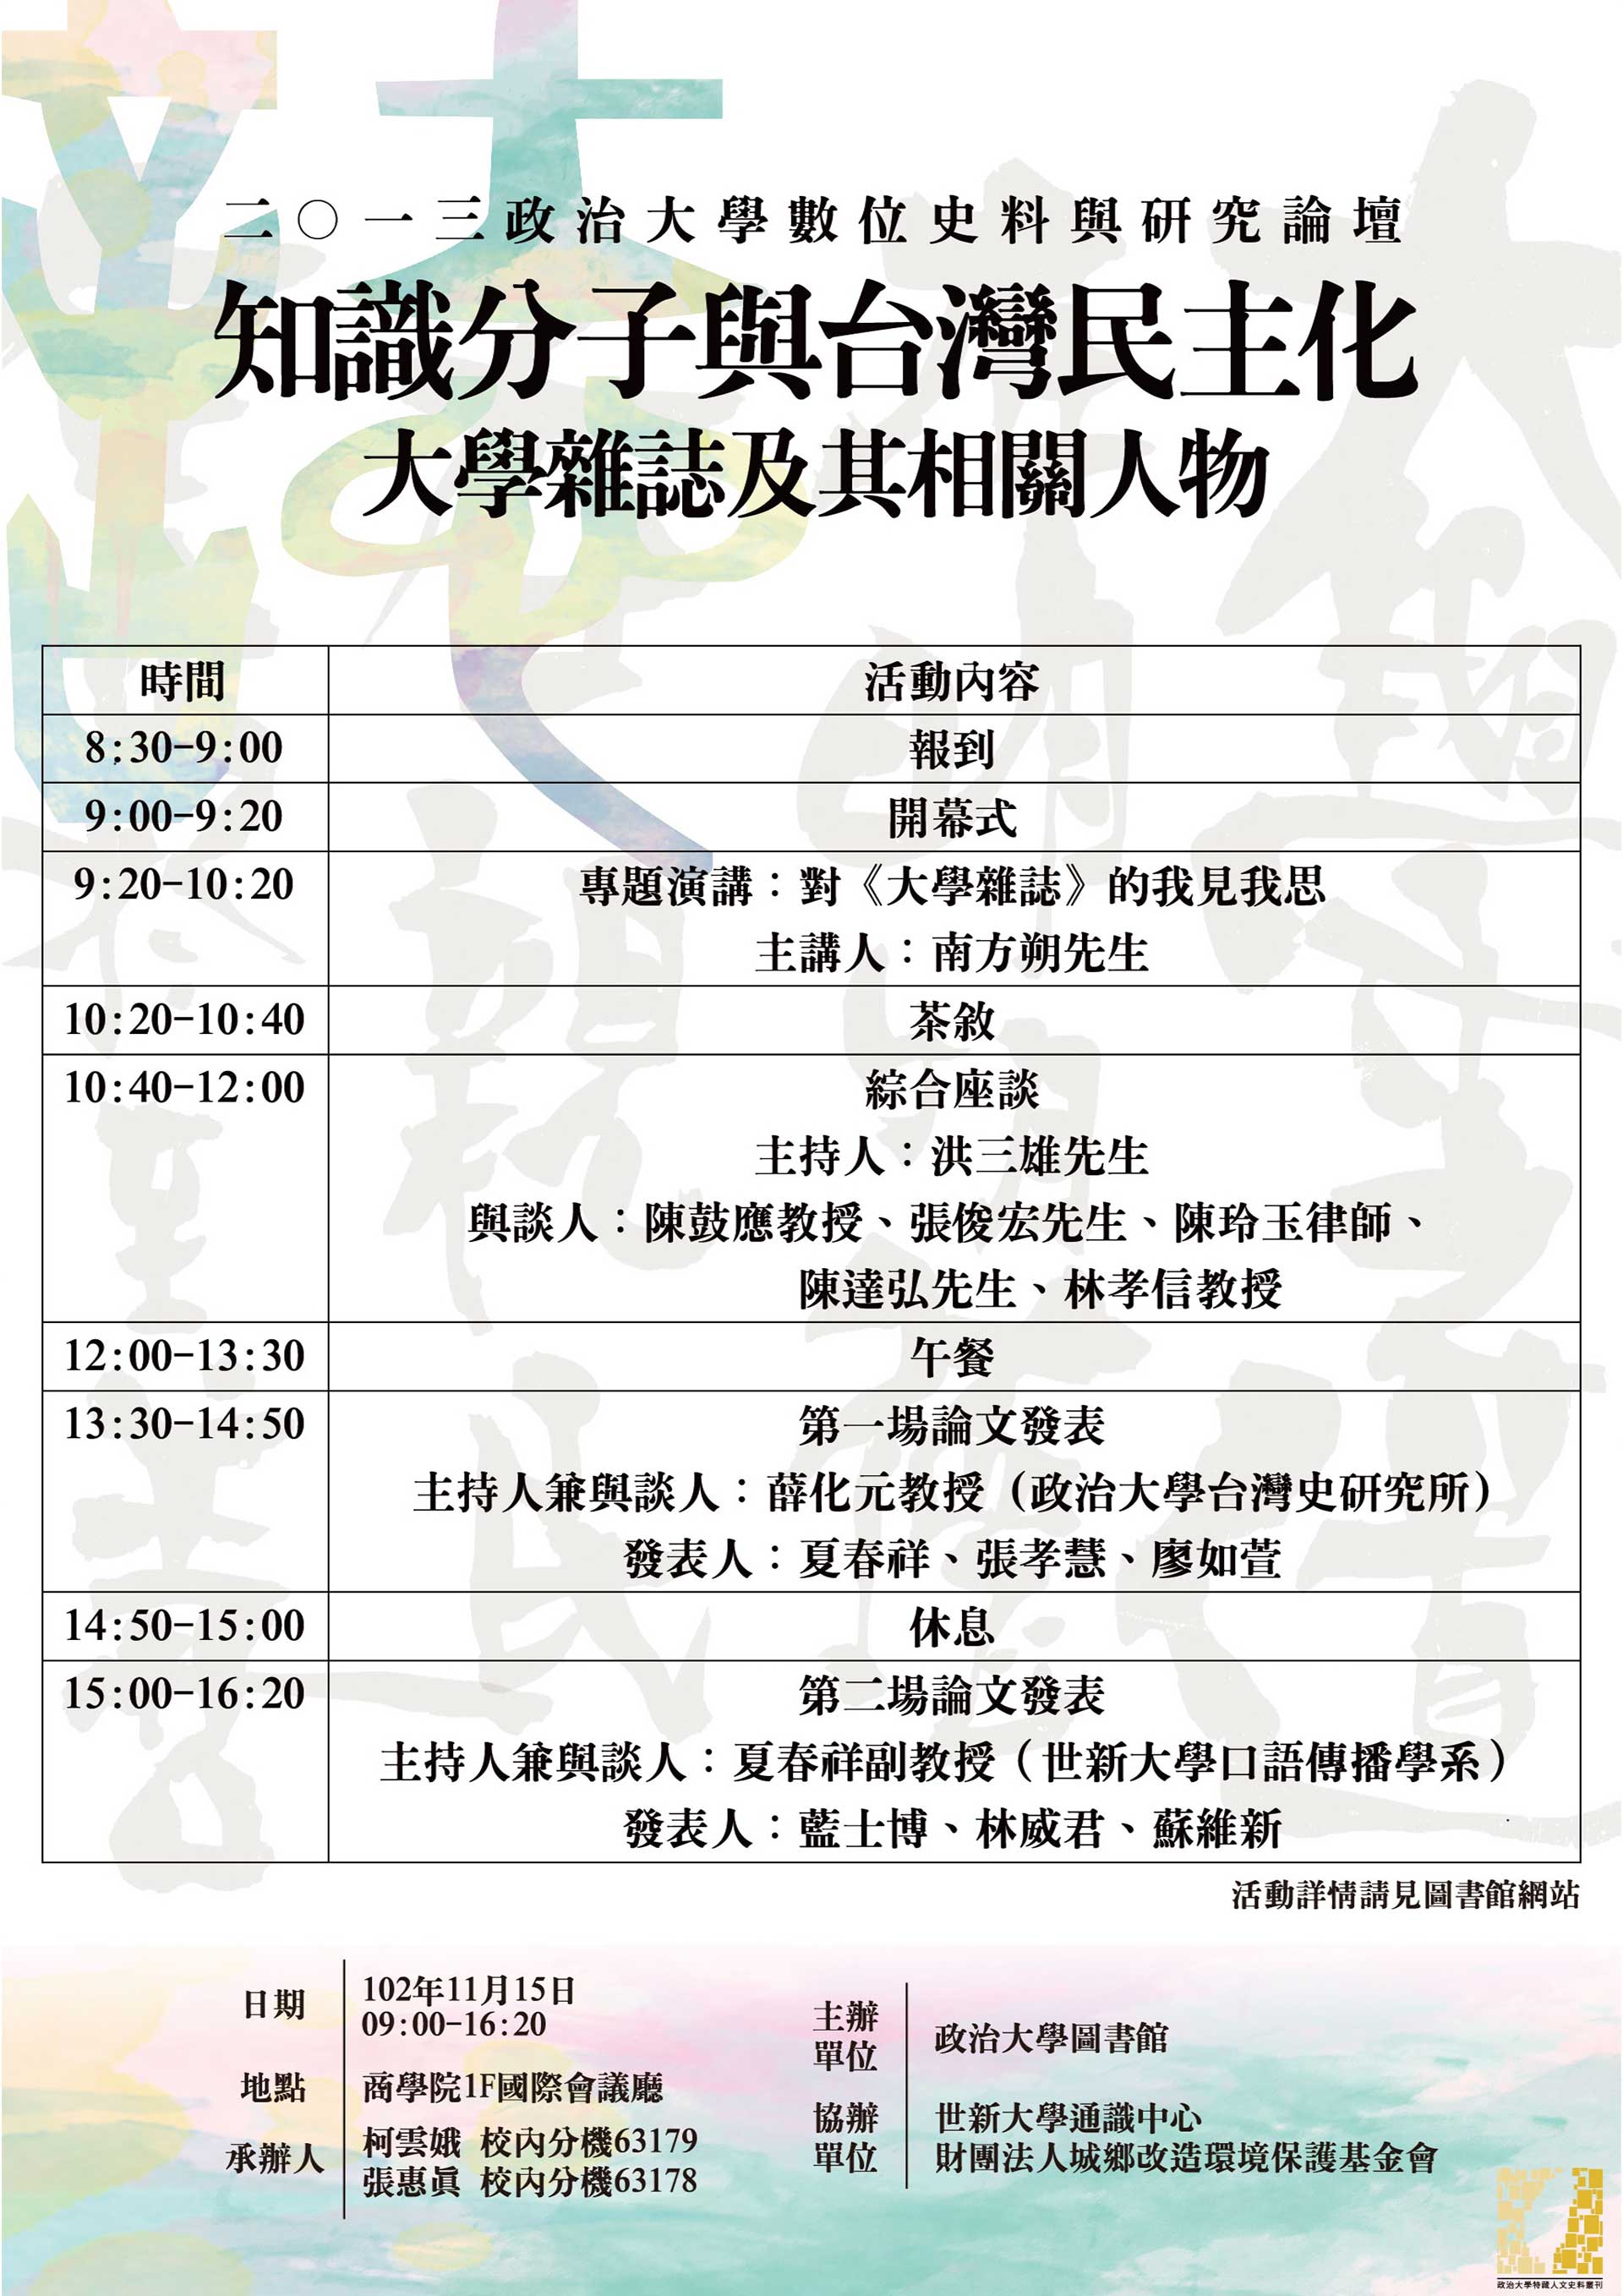 二〇一三政治大學數位史料與研究論壇
知識分子與台灣民主化
大學雜誌及其相關人物
時間 活動內容
8:30-9:00 報到
9:00-9:20 開幕式
9:20-10:20 專題演講：對《大學雜誌》的我見我思
主講人：南方朔先生
10:20-10:40 茶敘
10:40-12:00 綜合座談
主持人：洪三雄先生
與談人：陳鼓應教授、張俊宏先生、陳玲玉律師、
陳達弘先生、林孝信教授
12:00-13:30 午餐
13:30-14:50 第一場論文發表
主持人兼與談人：薛化元教授（政治大學台灣史研究所）
發表人：夏春祥、張孝慧、廖如萱
14:50-15:00 休息
15:00-16:20 第二場論文發表
主持人兼與談人：夏春祥副教授（世新大學口語傳播學系）
發表人：藍士博、林威君、蘇維新
活動詳情請見圖書館網站
日期 102年11月15日
09:00-16:20
地點 商學院1F國際會議廳
承辦人 柯雲娥 校內分機63179
張惠真 校內分機63178
主辦單位 政治大學圖書館
協辦單位 世新大學通識中心
財團法人城鄉改造環境保護基金會
政治大學特藏人文史料叢刊